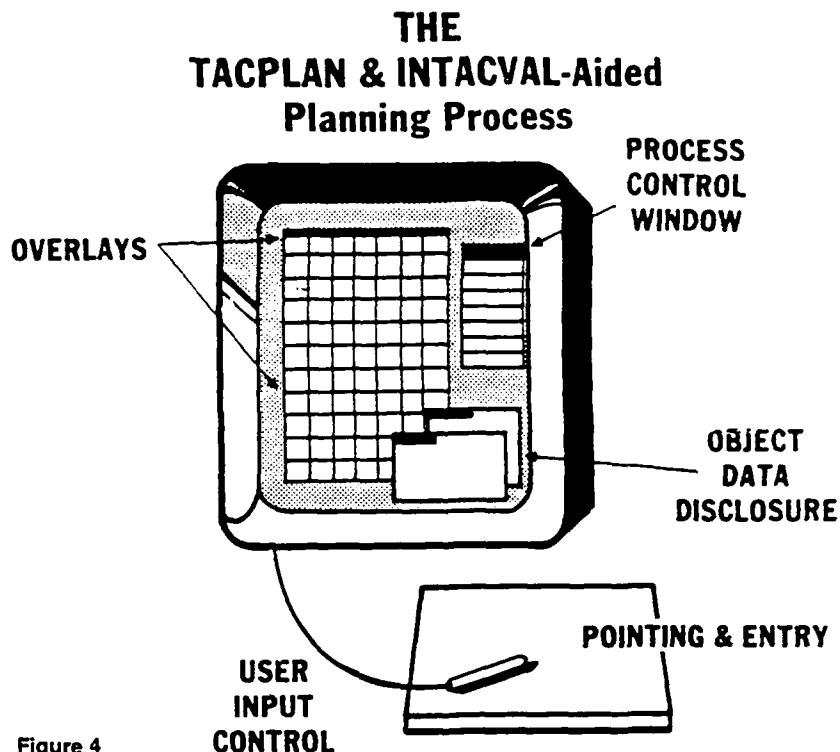 THE
TACPLAN & INTACVAL-Aided
Planning Process
PROCESS
CONTROL
WINDOW
OVERLAYS
OBJECT
DATA
DISCLOSURE
POINTING & ENTRY
USER
INPUT
CONTROL
Figure 4